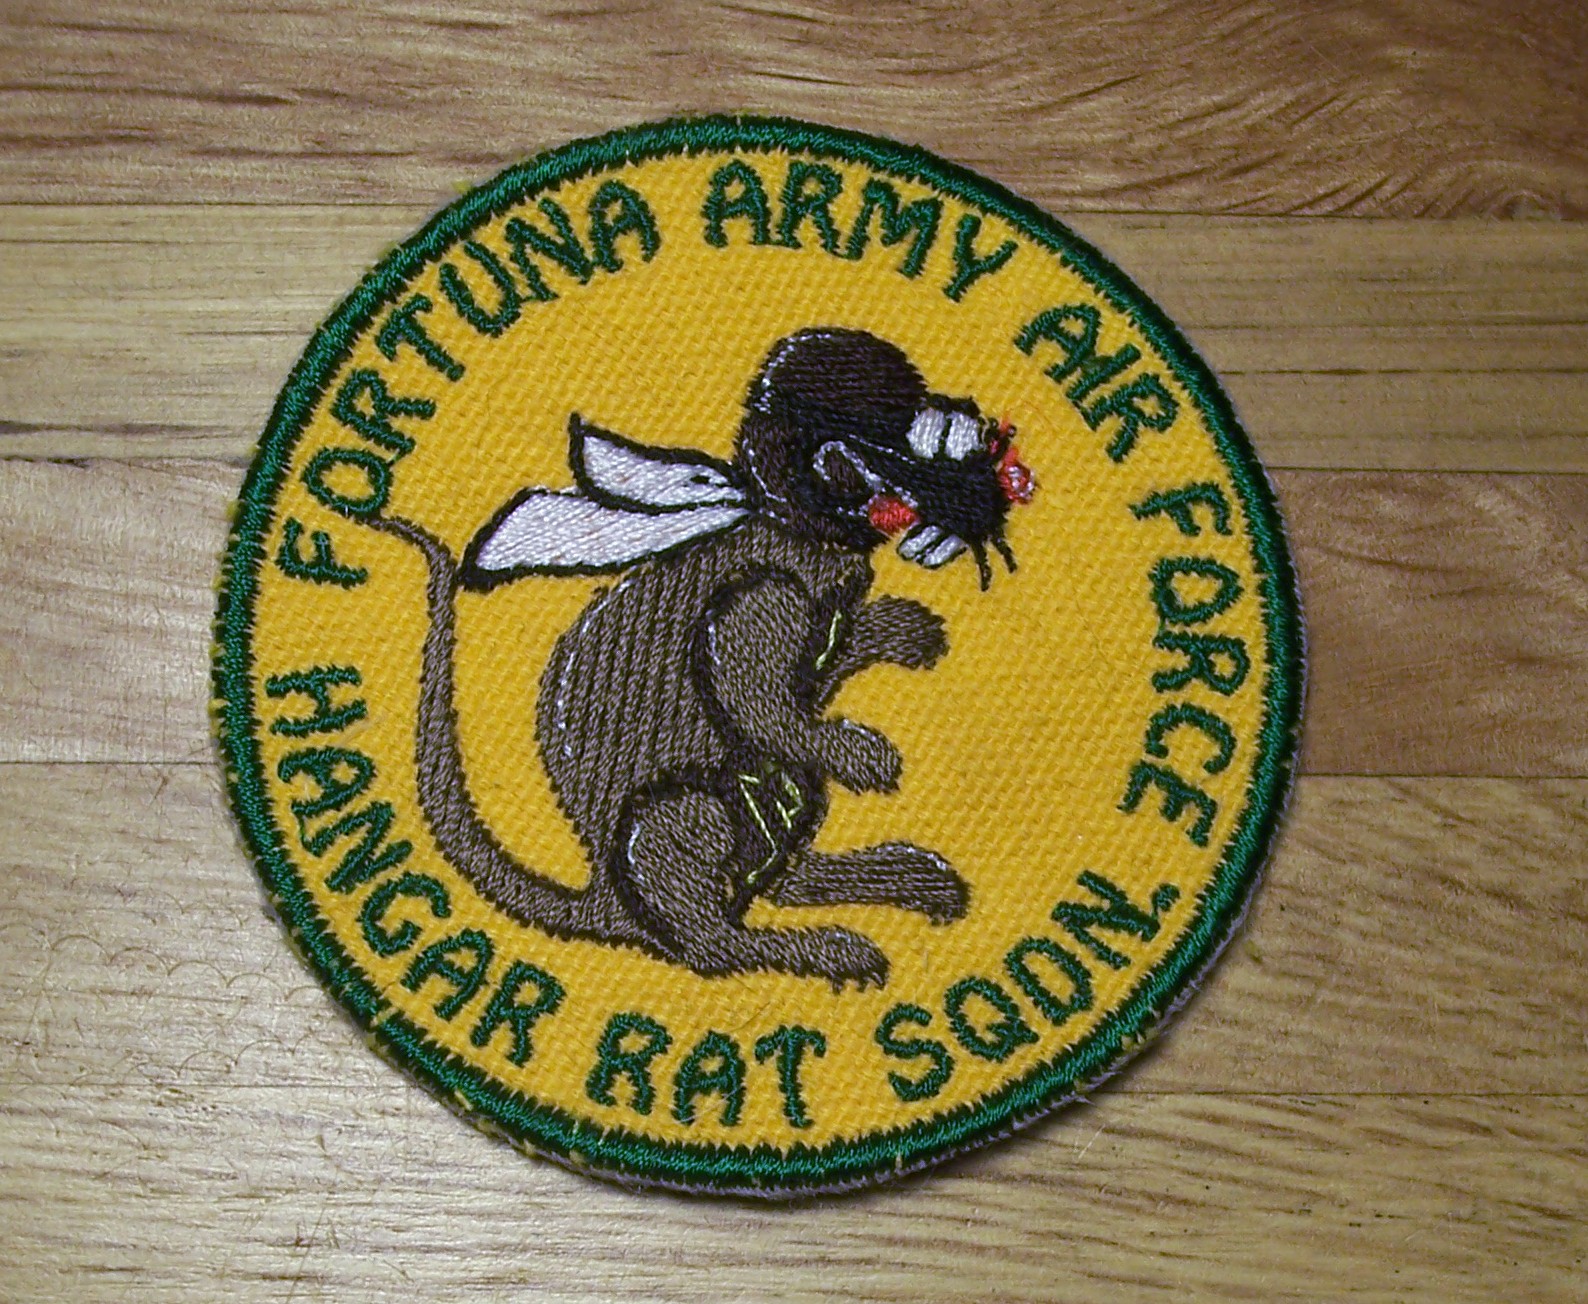 FORTUNA ARMY AIR FORCE
HANGAR RAT SQDN.